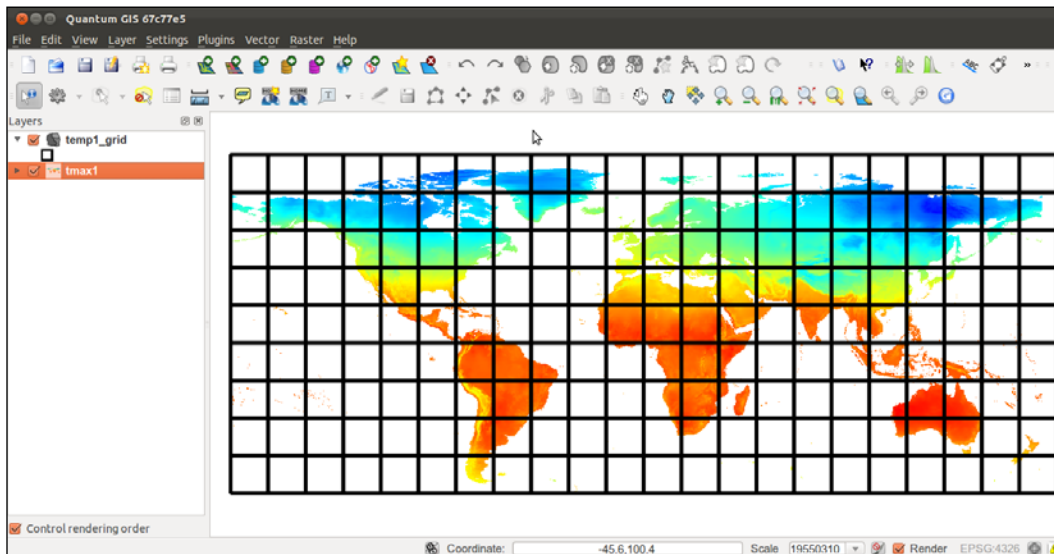 Quantum GIS 67c77e5
File Edit View Layer Settings Plugins Vector Raster Help
Layers
temp1_grid
tmax1
Control rendering order
Coordinate: -45.6,100.4 Scale 19550310 Render EPSG:4326